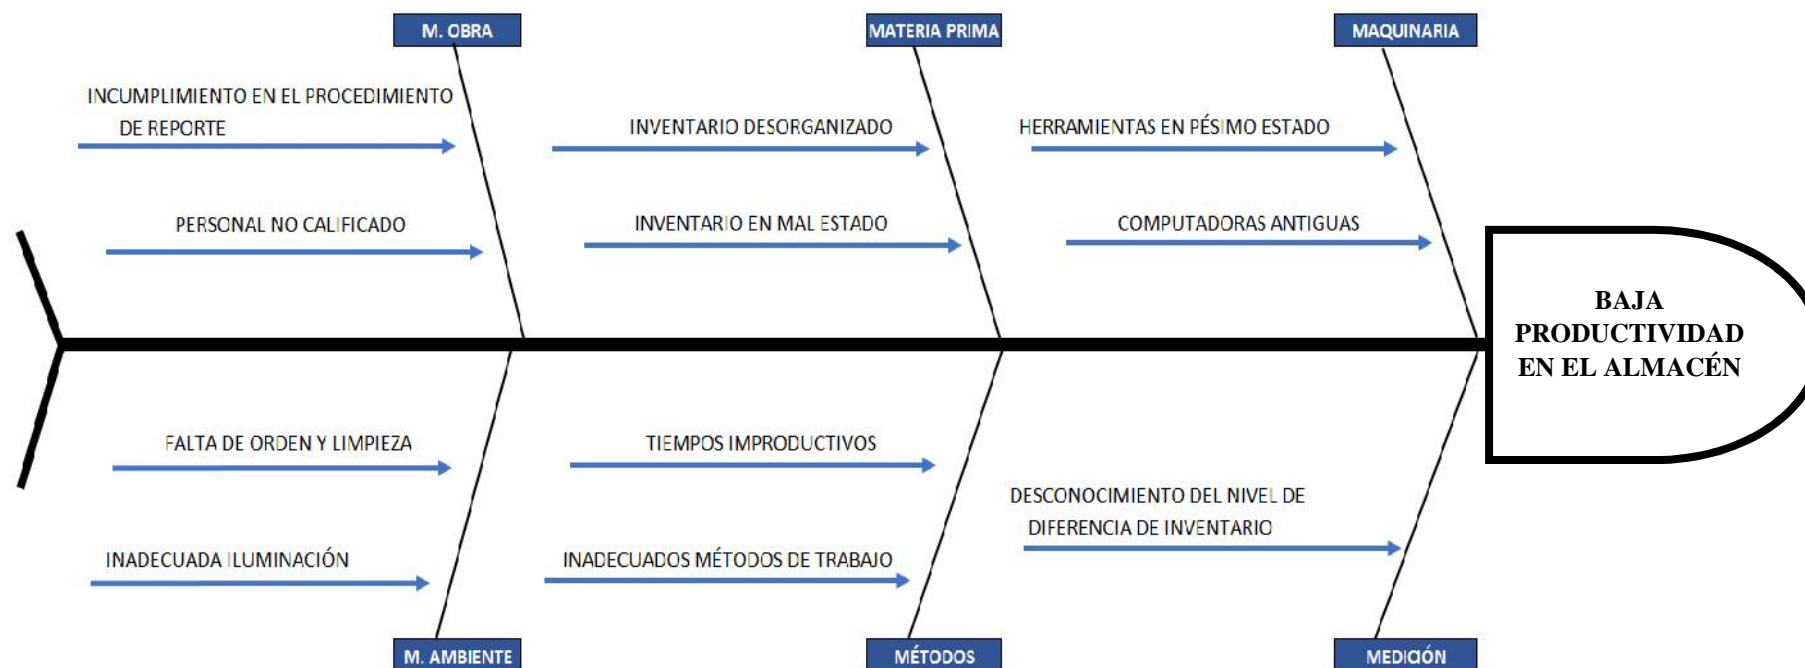 M. OBRA
MATERIA PRIMA
MAQUINARIA
INCUMPLIMIENTO EN EL PROCEDIMIENTO
DE REPORTE
INVENTARIO DESORGANIZADO
HERRAMIENTAS EN PÉSIMO ESTADO
PERSONAL NO CALIFICADO
INVENTARIO EN MAL ESTADO
COMPUTADORAS ANTIGUAS
BAJA
PRODUCTIVIDAD
EN EL ALMACÉN
FALTA DE ORDEN Y LIMPIEZA
TIEMPOS IMPRODUCTIVOS
DESCONOCIMIENTO DEL NIVEL DE
DIFERENCIA DE INVENTARIO
INADECUADA ILUMINACIÓN
INADECUADOS MÉTODOS DE TRABAJO
M. AMBIENTE
MÉTODOS
MEDICIÓN